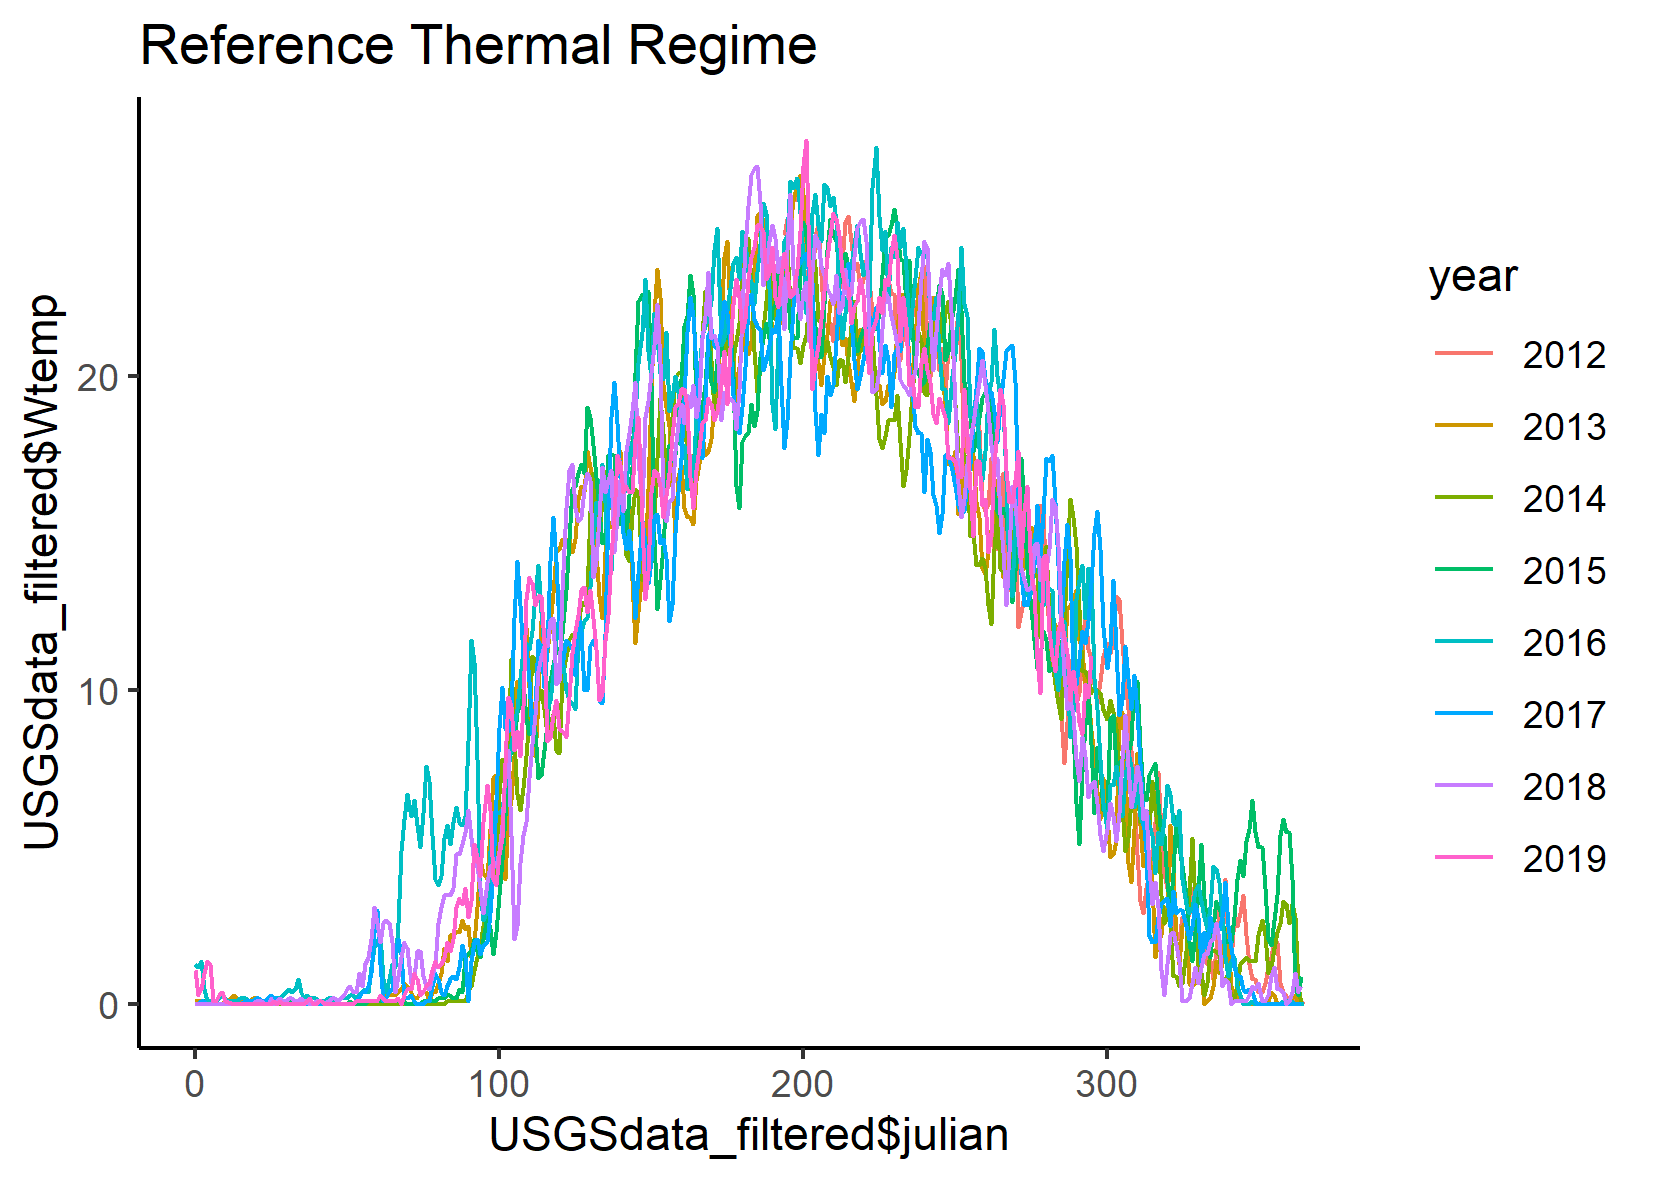 Reference Thermal Regime
USGSdata_filtered$Wtemp
20
10
0
0 100 200 300
USGSdata_filtered$julian
year
2012
2013
2014
2015
2016
2017
2018
2019